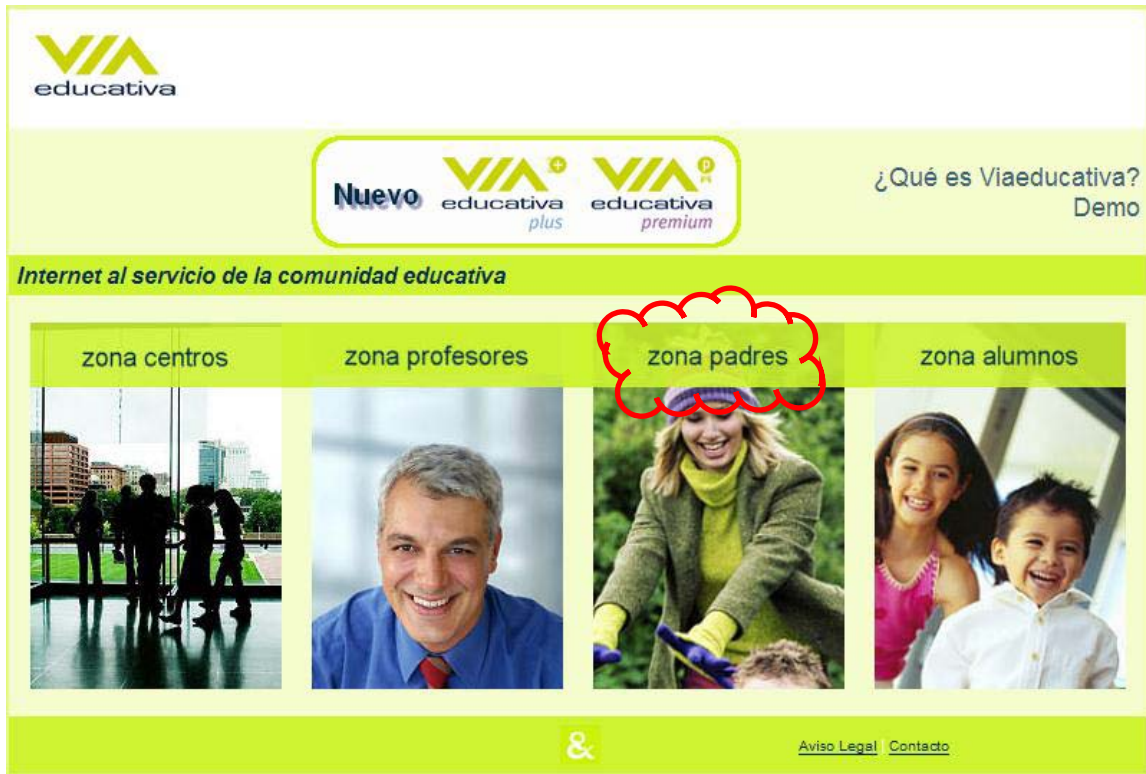 VIA
educativa
Nuevo
VIA +
educativa
plus
VIA P
educativa
premium
¿Qué es Viaeducativa?
Demo
Internet al servicio de la comunidad educativa
zona centros
zona profesores
zona padres
zona alumnos
&
Aviso Legal | Contacto